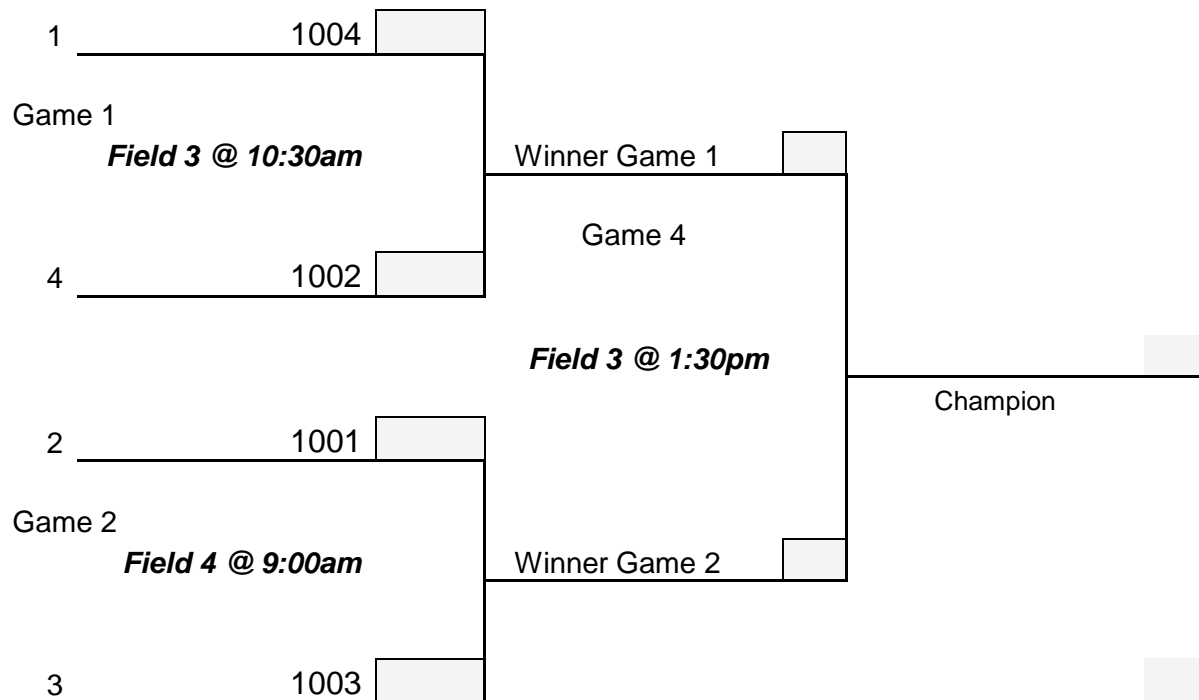 1 1004
Game 1
Field 3 @ 10:30am
Winner Game 1
Game 4
4 1002
Field 3 @ 1:30pm
Champion
2 1001
Game 2
Field 4 @ 9:00am
Winner Game 2
3 1003